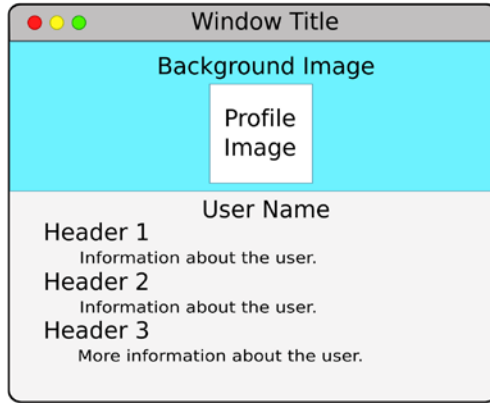 Window Title
Background Image
Profile
Image
User Name
Header 1
Information about the user.
Header 2
Information about the user.
Header 3
More information about the user.